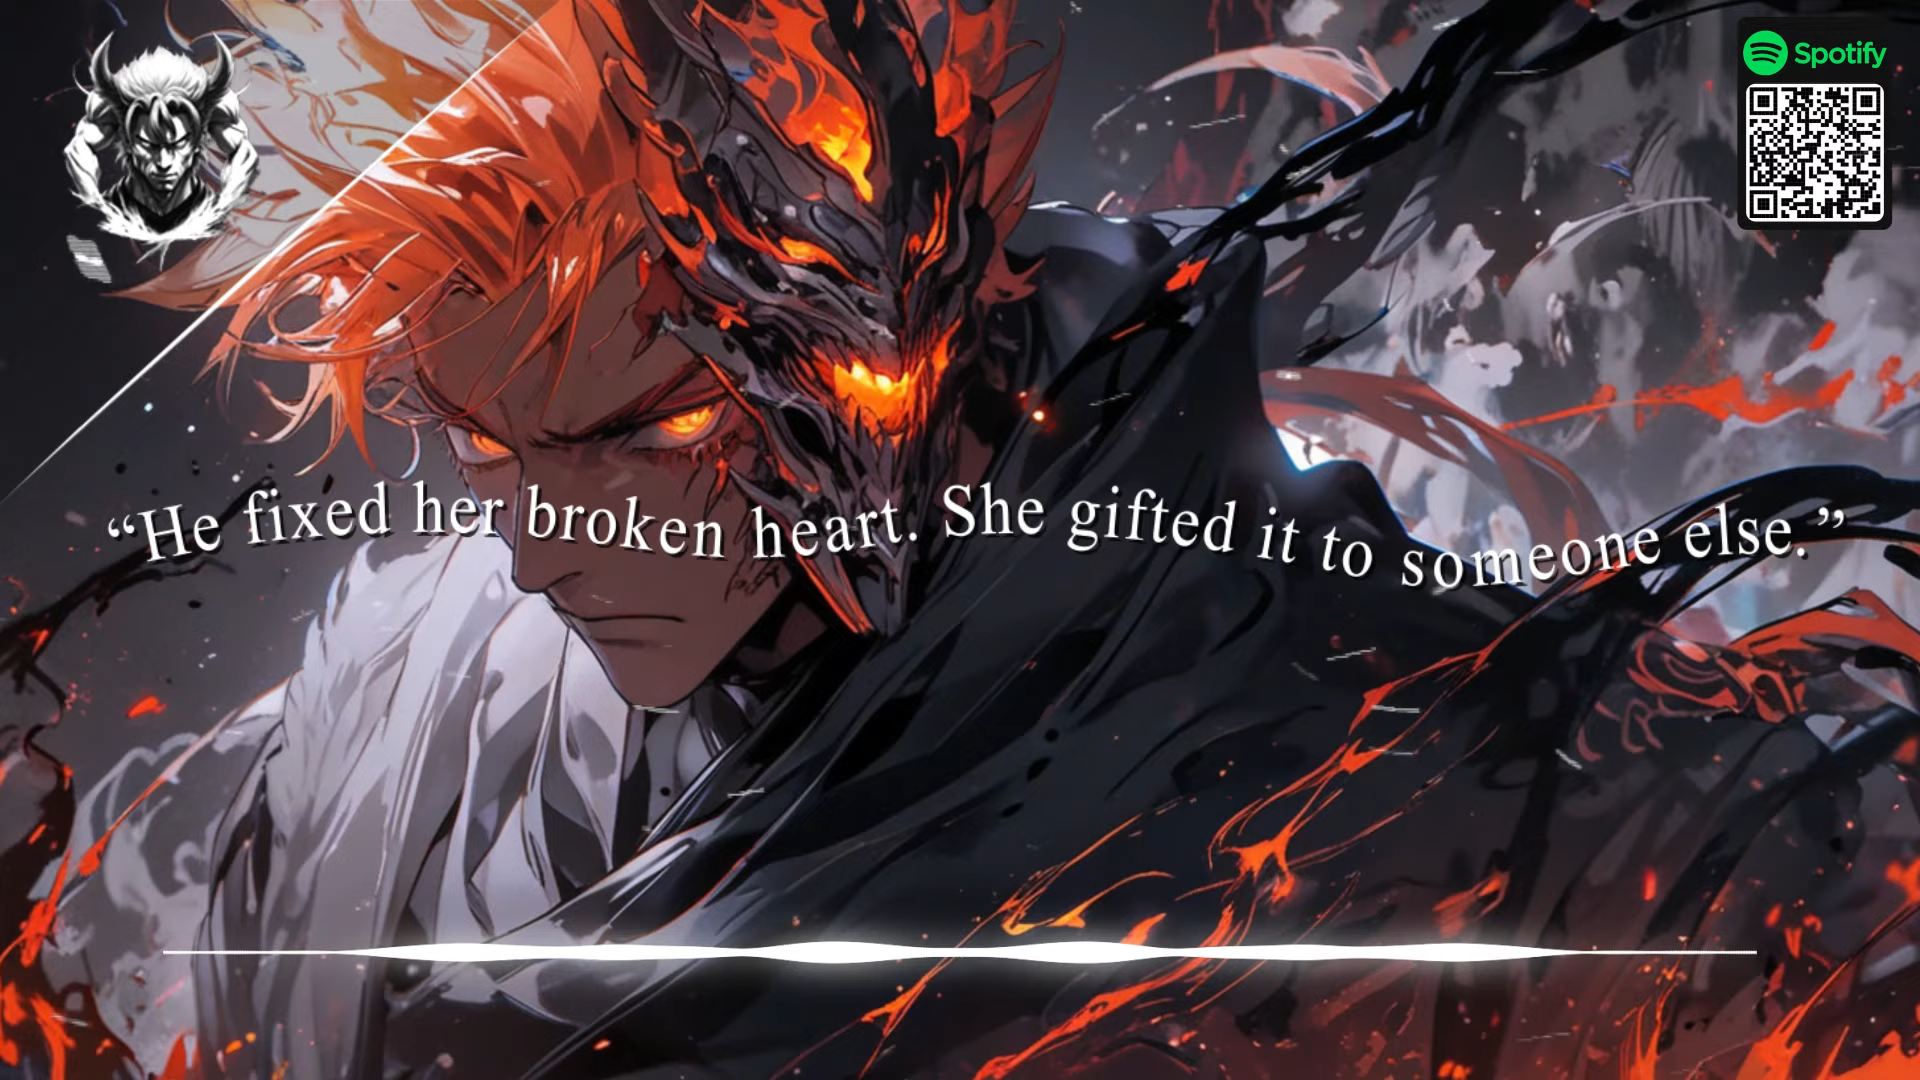 Spotify
“He fixed her broken heart. She gifted it to someone else.”